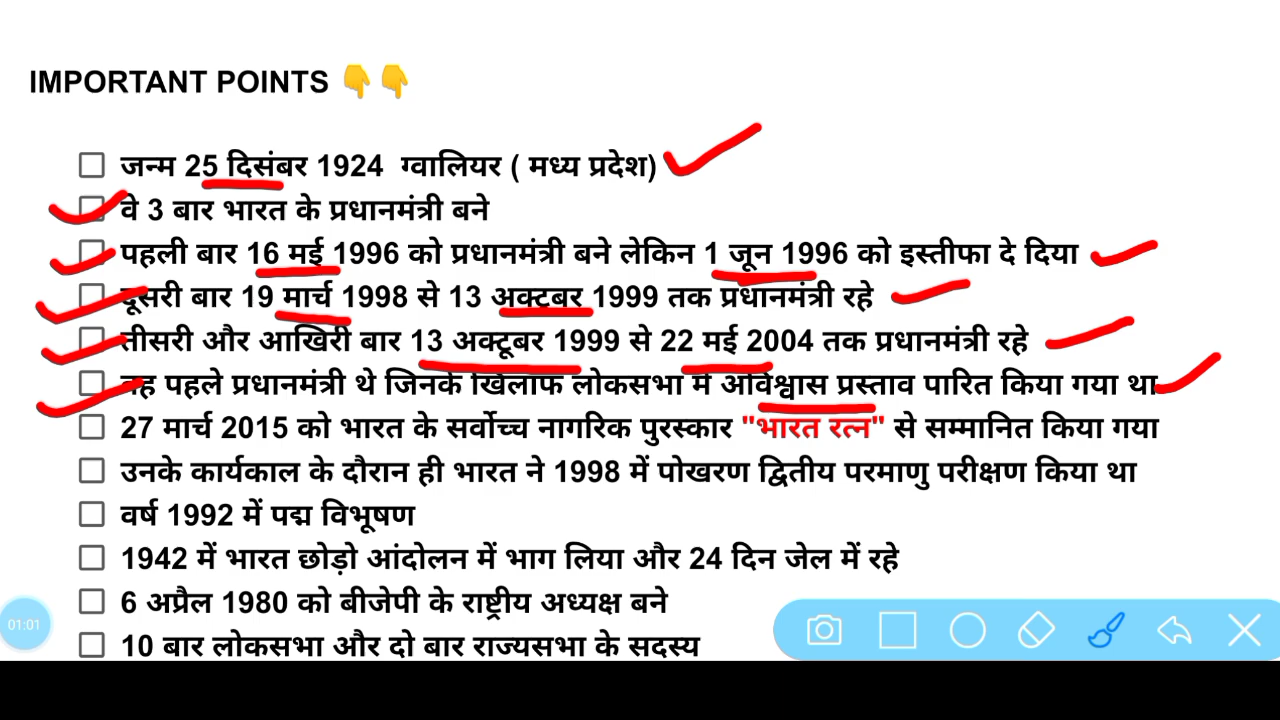 IMPORTANT POINTS 👇👇
जन्म 25 दिसंबर 1924 ग्वालियर ( मध्य प्रदेश)
वे 3 बार भारत के प्रधानमंत्री बने
पहली बार 16 मई 1996 को प्रधानमंत्री बने लेकिन 1 जून 1996 को इस्तीफा दे दिया
दूसरी बार 19 मार्च 1998 से 13 अक्टूबर 1999 तक प्रधानमंत्री रहे
तीसरी और आखिरी बार 13 अक्टूबर 1999 से 22 मई 2004 तक प्रधानमंत्री रहे
वह पहले प्रधानमंत्री थे जिनके खिलाफ लोकसभा में अविश्वास प्रस्ताव पारित किया गया था
27 मार्च 2015 को भारत के सर्वोच्च नागरिक पुरस्कार "भारत रत्न" से सम्मानित किया गया
उनके कार्यकाल के दौरान ही भारत ने 1998 में पोखरण द्वितीय परमाणु परीक्षण किया था
वर्ष 1992 में पद्म विभूषण
1942 में भारत छोड़ो आंदोलन में भाग लिया और 24 दिन जेल में रहे
6 अप्रैल 1980 को बीजेपी के राष्ट्रीय अध्यक्ष बने
01:01
10 बार लोकसभा और दो बार राज्यसभा के सदस्य